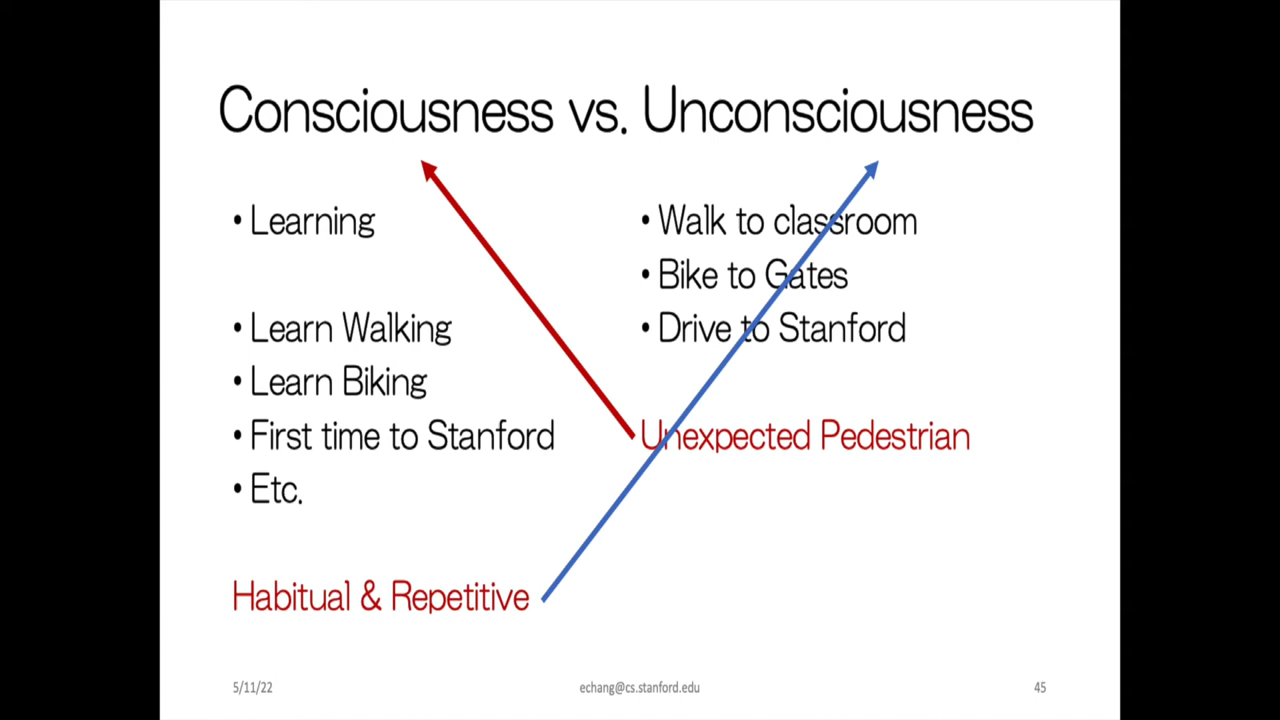 Consciousness vs. Unconsciousness
• Learning
• Learn Walking
• Learn Biking
• First time to Stanford
• Etc.
Habitual & Repetitive
• Walk to classroom
• Bike to Gates
• Drive to Stanford
Unexpected Pedestrian
5/11/22
echang@cs.stanford.edu
45